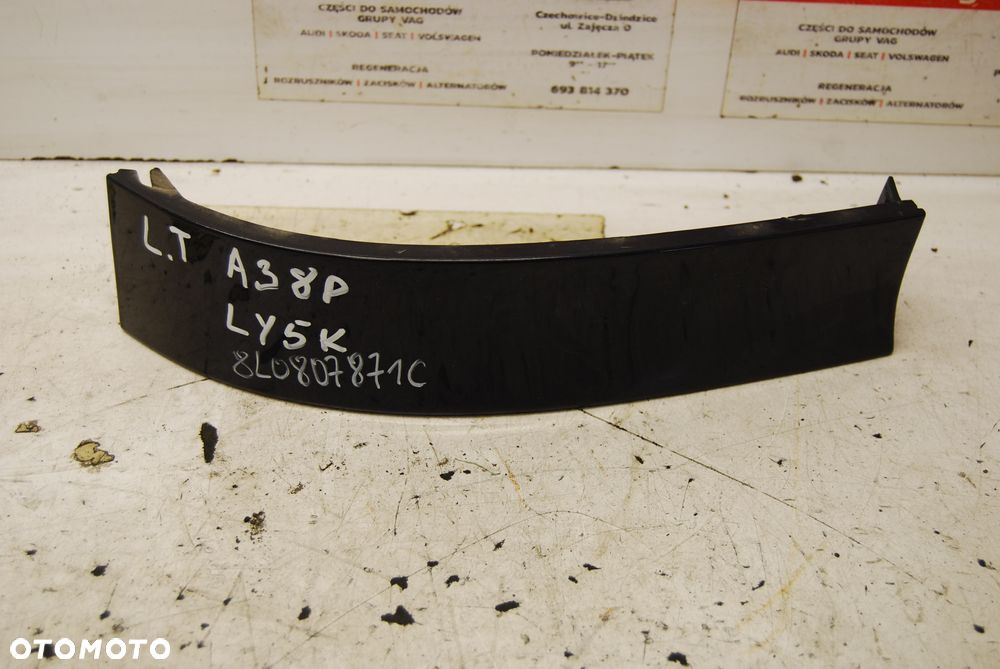 CZĘŚCI DO SAMOCHODÓW
GRUPY VAG
AUDI | SKODA | SEAT | VOLSWAGEN
REGENERACJA
ROZRUSZNIKÓW | ZACISKÓW | ALTERNATORÓW
Czechowice-Dziedzice
ul. Zajęcza 0
PONIEDZIAŁEK-PIĄTEK
9⁰⁰ - 17⁰⁰
693 814 370
CZĘŚCI DO SAMOCHODÓW
GRUPY VAG
AUDI | SKODA | SEAT | VOLSWAGEN
REGENERACJA
ROZRUSZNIKÓW | ZACISKÓW | ALTERNATORÓW
L.T A38P
LY5K
8L0807871C
OTOMOTO